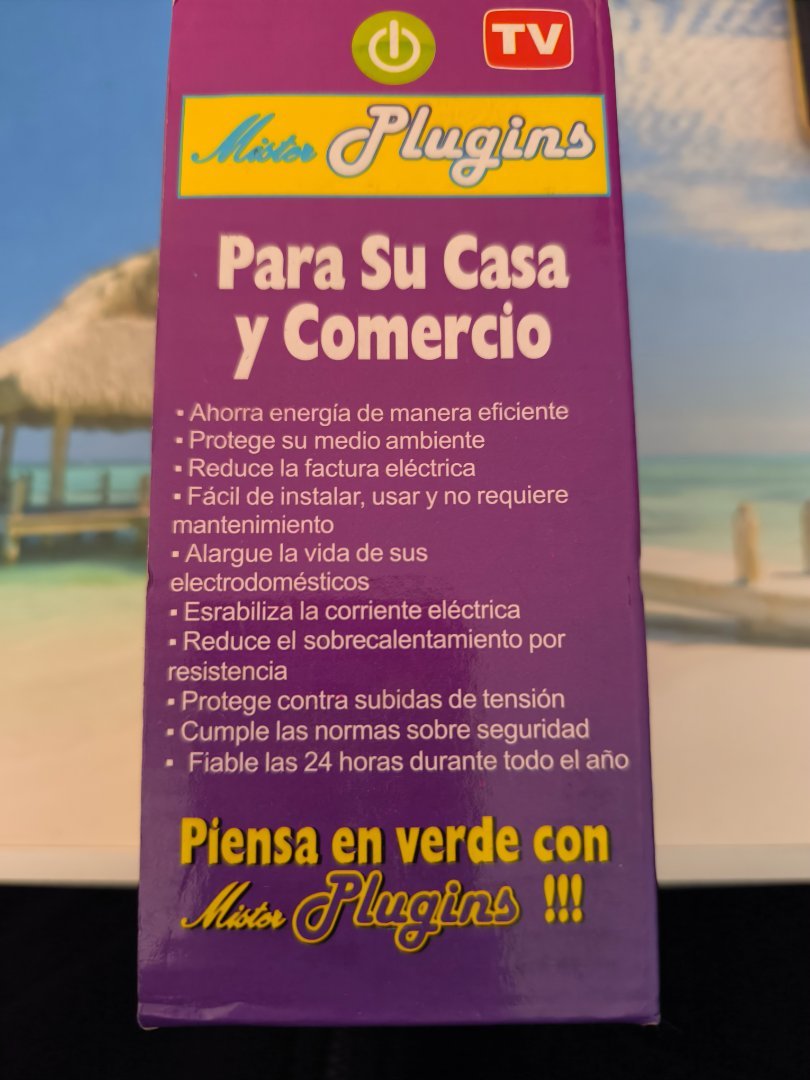 TV
Mister Plugins
Para Su Casa
y Comercio
▪ Ahorra energía de manera eficiente
▪ Protege su medio ambiente
▪ Reduce la factura eléctrica
▪ Fácil de instalar, usar y no requiere
mantenimiento
▪ Alargue la vida de sus
electrodomésticos
▪ Esrabiliza la corriente eléctrica
▪ Reduce el sobrecalentamiento por
resistencia
▪ Protege contra subidas de tensión
▪ Cumple las normas sobre seguridad
▪ Fiable las 24 horas durante todo el año
Piensa en verde con
Mister Plugins !!!